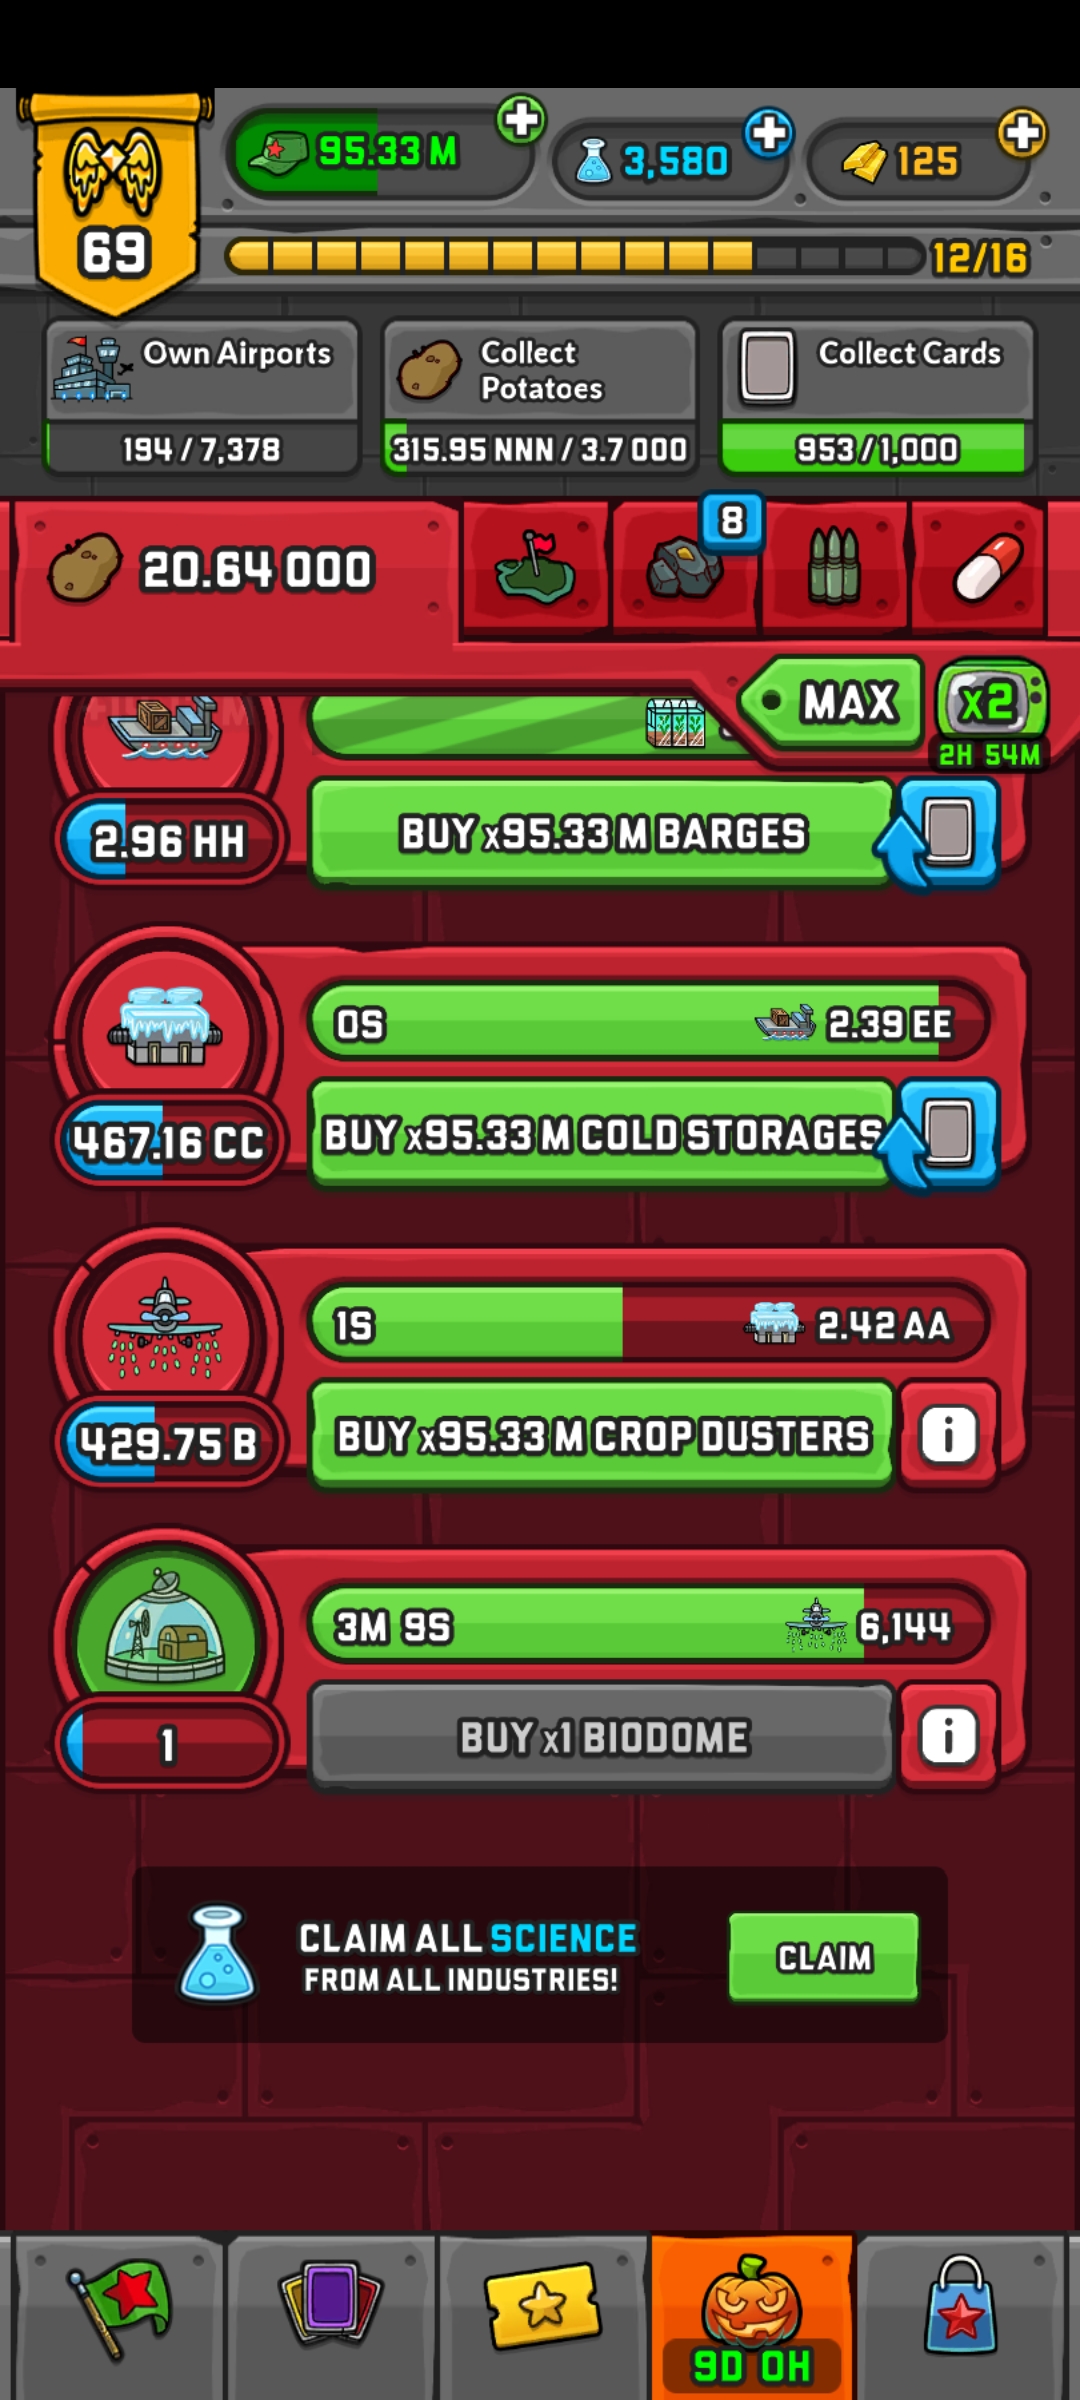 69
95.33 M
3,580
125
12/16
Own Airports
194 / 7,378
Collect
Potatoes
315.95 NNN / 3.7 OOO
Collect Cards
953 / 1,000
20.64 OOO
8
MAX
x2
2H 54M
2.96 HH
BUY x95.33 M BARGES
0S
2.39 EE
467.16 CC
BUY x95.33 M COLD STORAGES
1S
2.42 AA
429.75 B
BUY x95.33 M CROP DUSTERS
i
3M 9S
6,144
1
BUY x1 BIODOME
i
CLAIM ALL SCIENCE
FROM ALL INDUSTRIES!
CLAIM
9D 0H